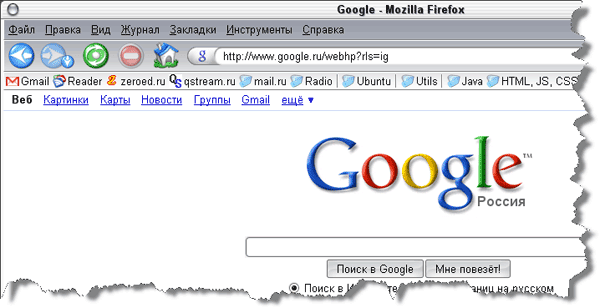 Google - Mozilla Firefox
Файл Правка Вид Журнал Закладки Инструменты Справка
g http://www.google.ru/webhp?rls=ig
Gmail Reader zeroed.ru QS qstream.ru mail.ru Radio Ubuntu Utils Java HTML, JS, CSS
Веб Картинки Карты Новости Группы Gmail ещё ▼
Google™
Россия
Поиск в Google Мне повезёт!
Поиск в на русском